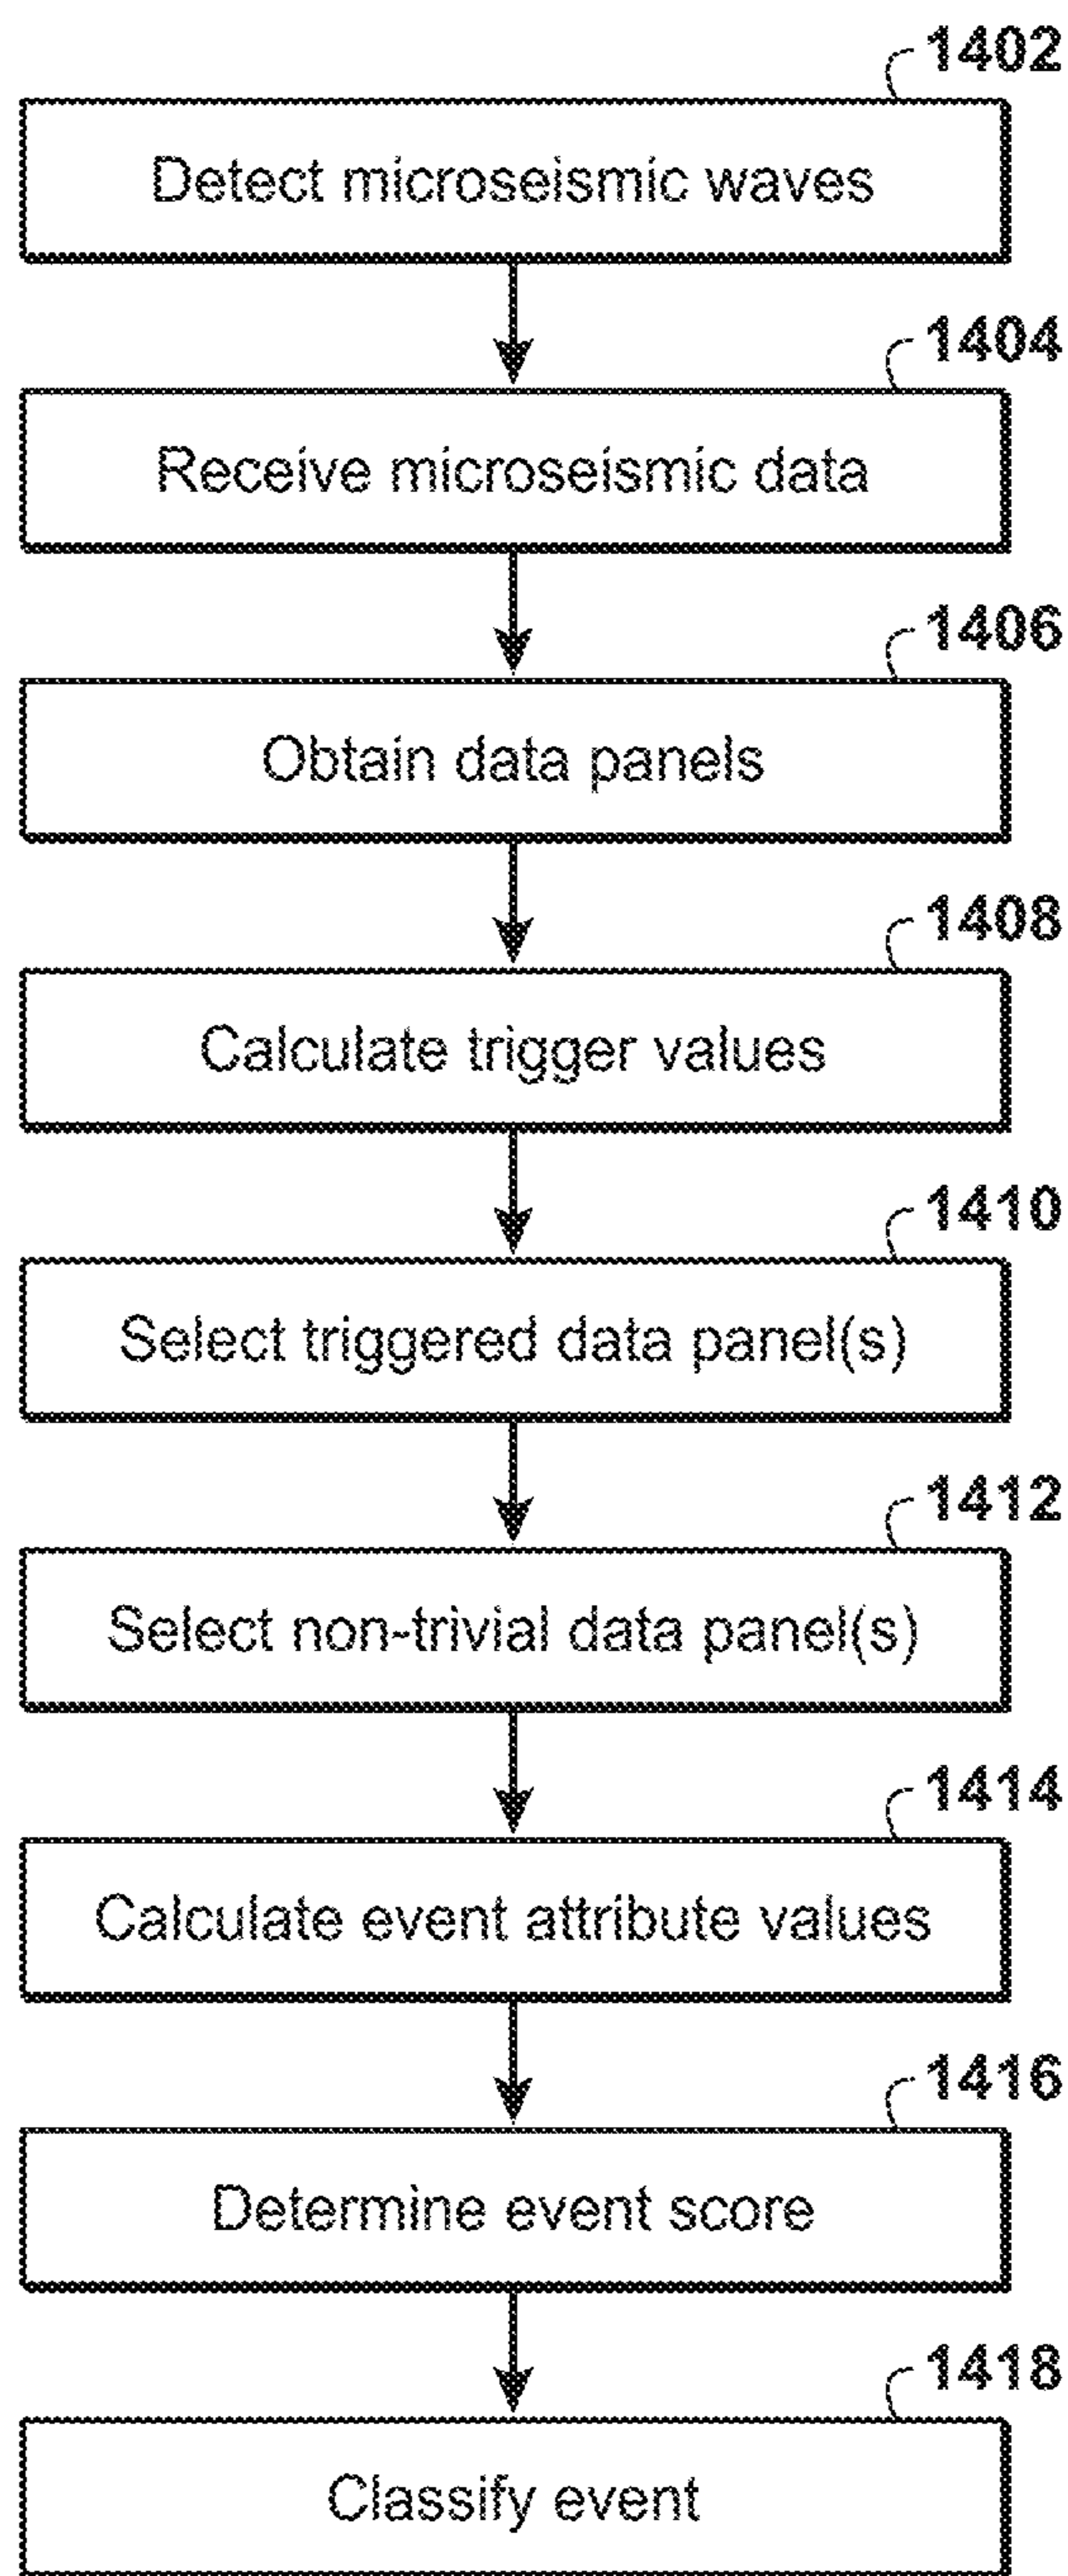 1402
Detect microseismic waves
1404
Receive microseismic data
1406
Obtain data panels
1408
Calculate trigger values
1410
Select triggered data panel(s)
1412
Select non-trivial data panel(s)
1414
Calculate event attribute values
1416
Determine event score
1418
Classify event